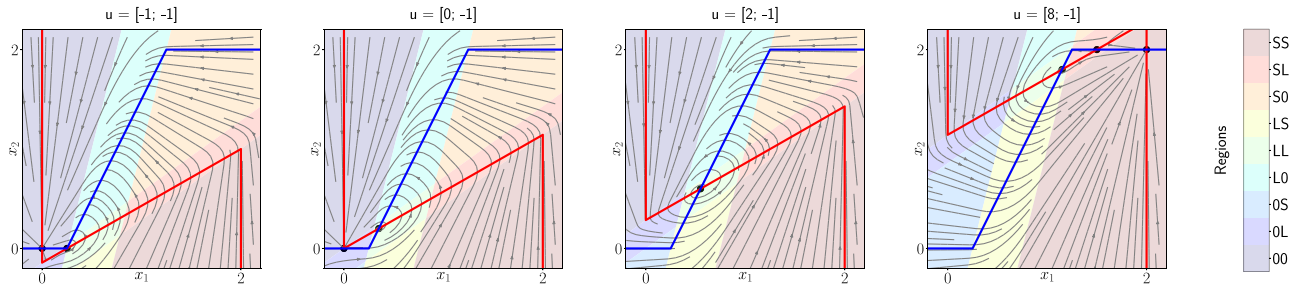 u = [-1; -1]
u = [0; -1]
u = [2; -1]
u = [8; -1]
2
0
x₂
0
x₁
2
2
0
x₂
0
x₁
2
2
0
x₂
0
x₁
2
2
0
x₂
0
x₁
2
Regions
SS
SL
S0
LS
LL
L0
0S
0L
00